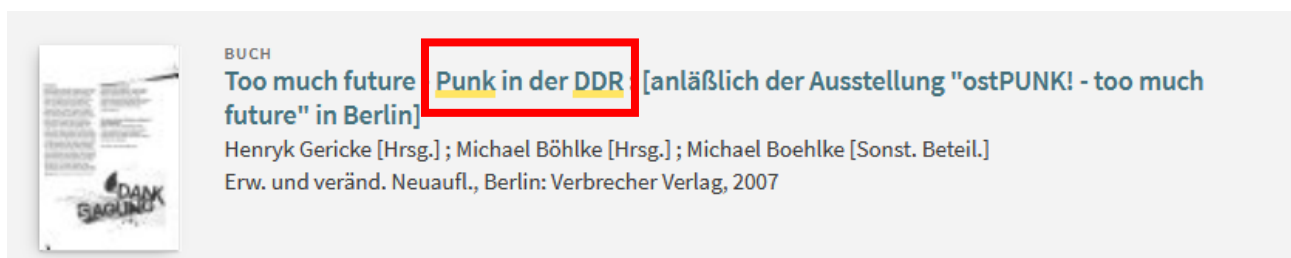 BUCH
Too much future - Punk in der DDR ; [anläßlich der Ausstellung "ostPUNK! - too much
future" in Berlin]
Henryk Gericke [Hrsg.] ; Michael Böhlke [Hrsg.] ; Michael Boehlke [Sonst. Beteil.]
Erw. und veränd. Neuaufl., Berlin: Verbrecher Verlag, 2007
DANK
SAGUNG